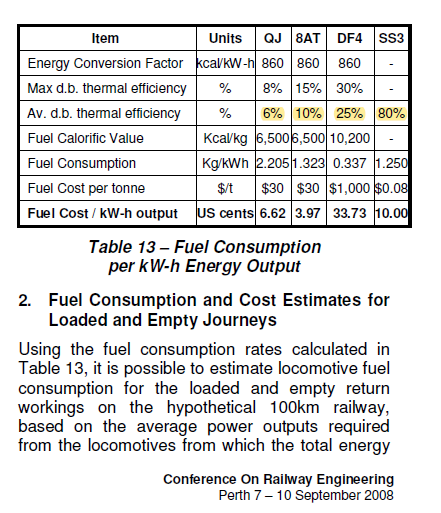 Item Units QJ 8AT DF4 SS3
Energy Conversion Factor kcal/kW-h 860 860 860 -
Max d.b. thermal efficiency % 8% 15% 30% -
Av. d.b. thermal efficiency % 6% 10% 25% 80%
Fuel Calorific Value Kcal/kg 6,500 6,500 10,200 -
Fuel Consumption Kg/kWh 2.205 1.323 0.337 1.250
Fuel Cost per tonne $/t $30 $30 $1,000 $0.08
Fuel Cost / kW-h output US cents 6.62 3.97 33.73 10.00
Table 13 – Fuel Consumption
per kW-h Energy Output
2. Fuel Consumption and Cost Estimates for
Loaded and Empty Journeys
Using the fuel consumption rates calculated in
Table 13, it is possible to estimate locomotive fuel
consumption for the loaded and empty return
workings on the hypothetical 100km railway,
based on the average power outputs required
from the locomotives from which the total energy
Conference On Railway Engineering
Perth 7 – 10 September 2008